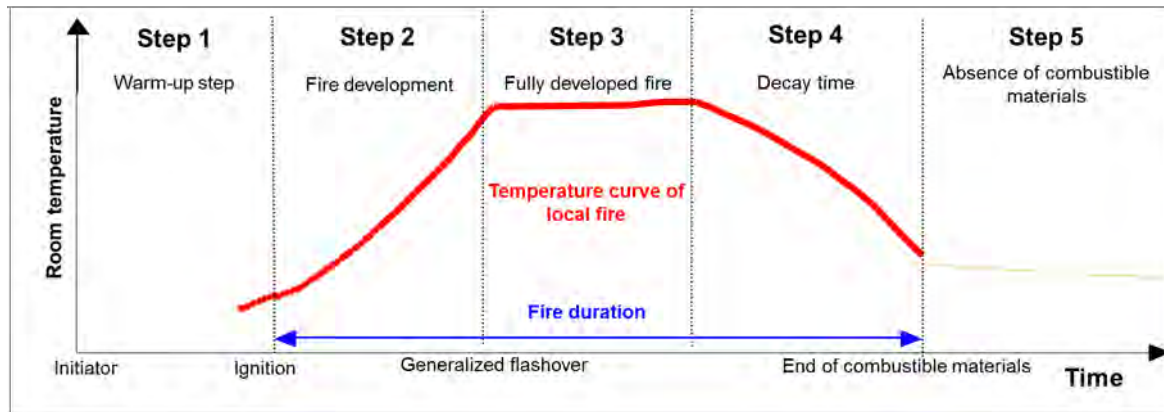 Step 1
Step 2
Step 3
Step 4
Step 5
Warm-up step
Fire development
Fully developed fire
Decay time
Absence of combustible
materials
Room temperature
Temperature curve of
local fire
Fire duration
Initiator
Ignition
Generalized flashover
End of combustible materials
Time